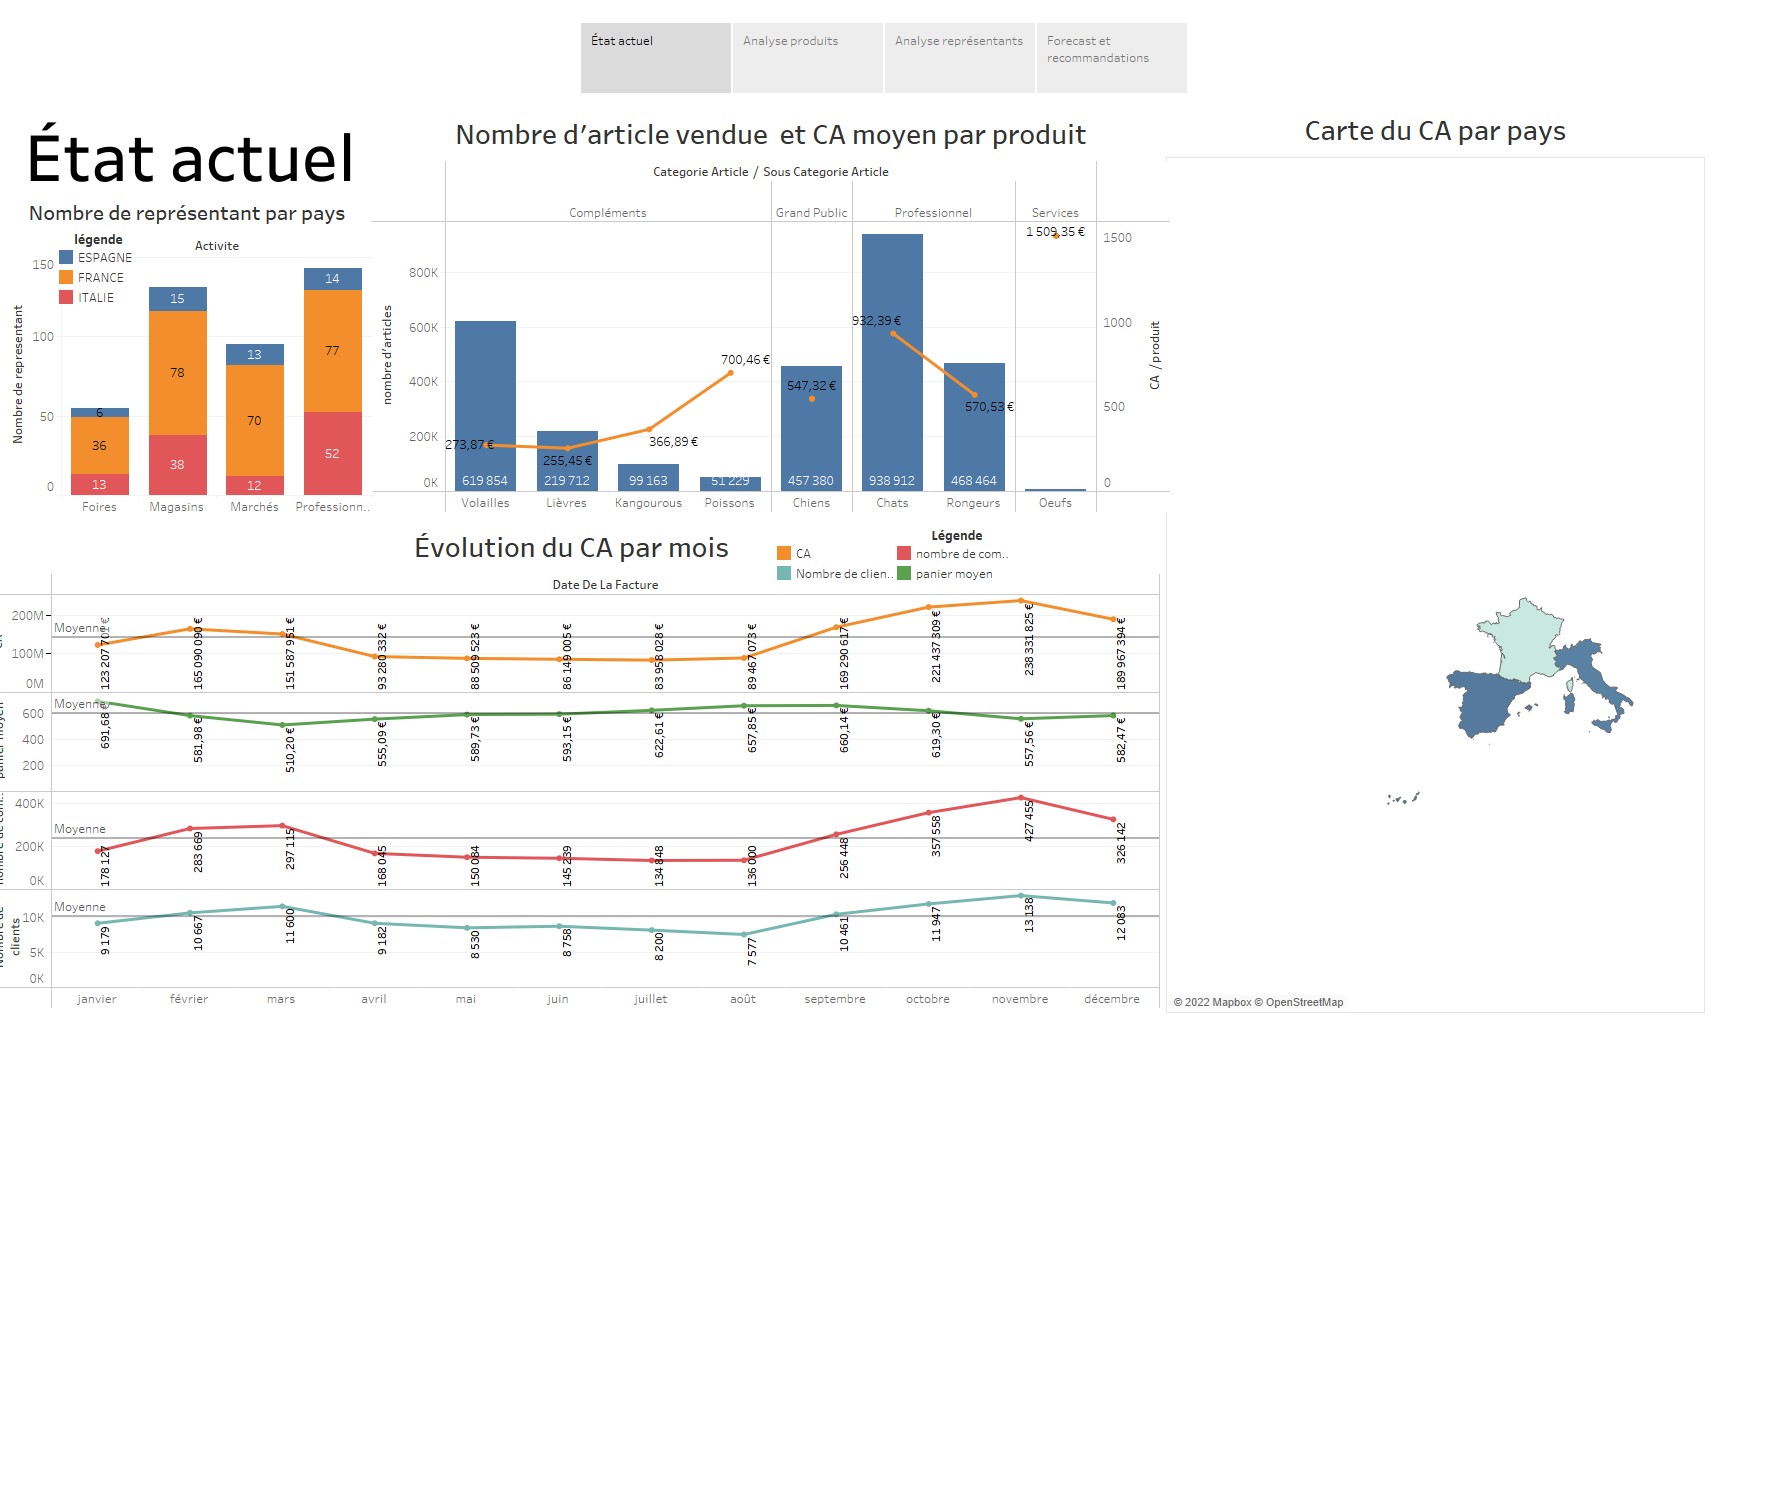 État actuel
Analyse produits
Analyse représentants
Forecast et
recommandations
État actuel
Nombre de représentant par pays
légende
ESPAGNE
FRANCE
ITALIE
Activite
Nombre de representant
150
100
50
0
6
36
13
15
78
38
13
70
12
14
77
52
Foires
Magasins
Marchés
Professionn..
Nombre d'article vendue et CA moyen par produit
Categorie Article / Sous Categorie Article
Compléments
Grand Public
Professionnel
Services
nombre d'articles
800K
600K
400K
200K
0K
273,87 €
255,45 €
366,89 €
700,46 €
547,32 €
932,39 €
570,53 €
1 509,35 €
619 854
219 712
99 163
51 229
457 380
938 912
468 464
Volailles
Lièvres
Kangourous
Poissons
Chiens
Chats
Rongeurs
Oeufs
1500
1000
500
0
CA / produit
Carte du CA par pays
© 2022 Mapbox © OpenStreetMap
Évolution du CA par mois
Légende
CA
nombre de com..
Nombre de clien..
panier moyen
Date De La Facture
CA
200M
100M
0M
Moyenne
123 207 701 €
165 090 090 €
151 587 951 €
93 280 332 €
88 509 523 €
86 149 005 €
83 958 028 €
89 467 073 €
169 290 617 €
221 437 309 €
238 331 825 €
189 967 394 €
panier moyen
600
400
200
Moyenne
691,68 €
581,98 €
510,20 €
555,09 €
589,73 €
593,15 €
622,61 €
657,85 €
660,14 €
619,30 €
557,56 €
582,47 €
nombre de com..
400K
200K
0K
Moyenne
178 127
283 669
297 115
168 045
150 084
145 239
134 848
136 000
256 448
357 558
427 455
326 142
Nombre de
clients
10K
5K
0K
Moyenne
9 179
10 667
11 600
9 182
8 530
8 758
8 200
7 577
10 461
11 947
13 138
12 083
janvier
février
mars
avril
mai
juin
juillet
août
septembre
octobre
novembre
décembre